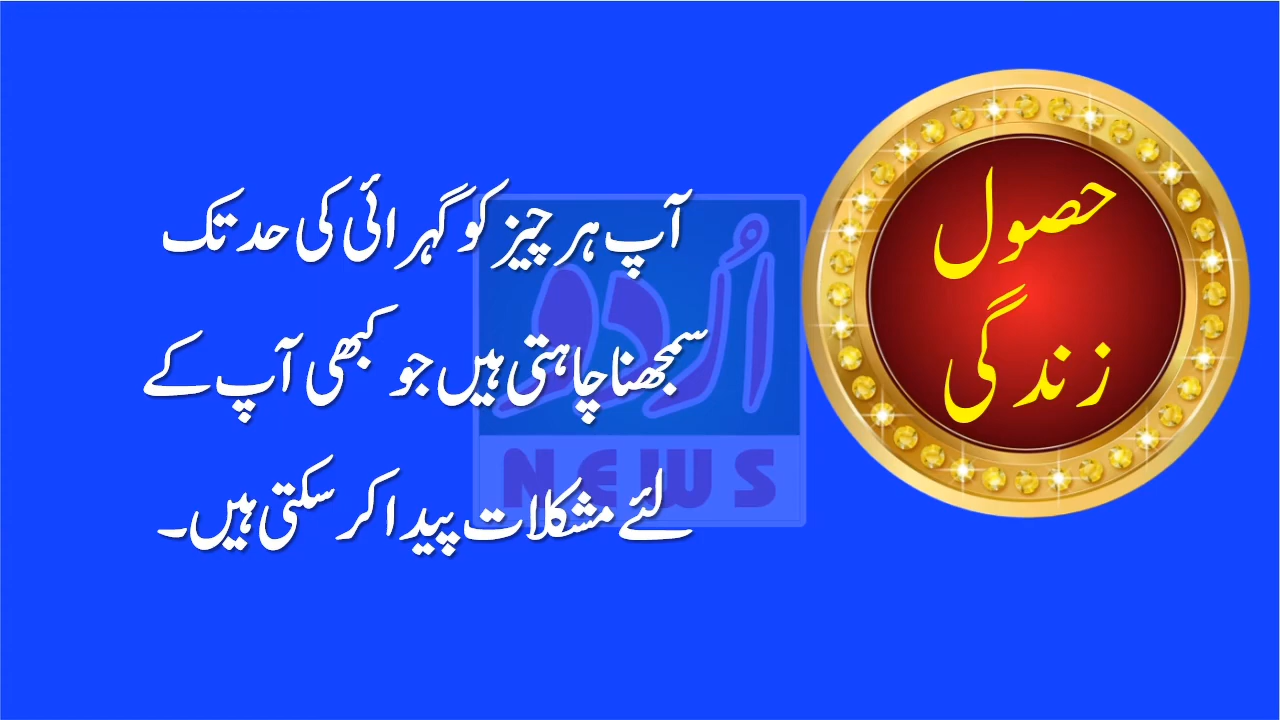 حصول
زندگی
آپ ہر چیز کو گہرائی کی حد تک
سمجھنا چاہتی ہیں جو کبھی آپ کے
لئے مشکلات پیدا کر سکتی ہیں۔
اُردو
NEWS